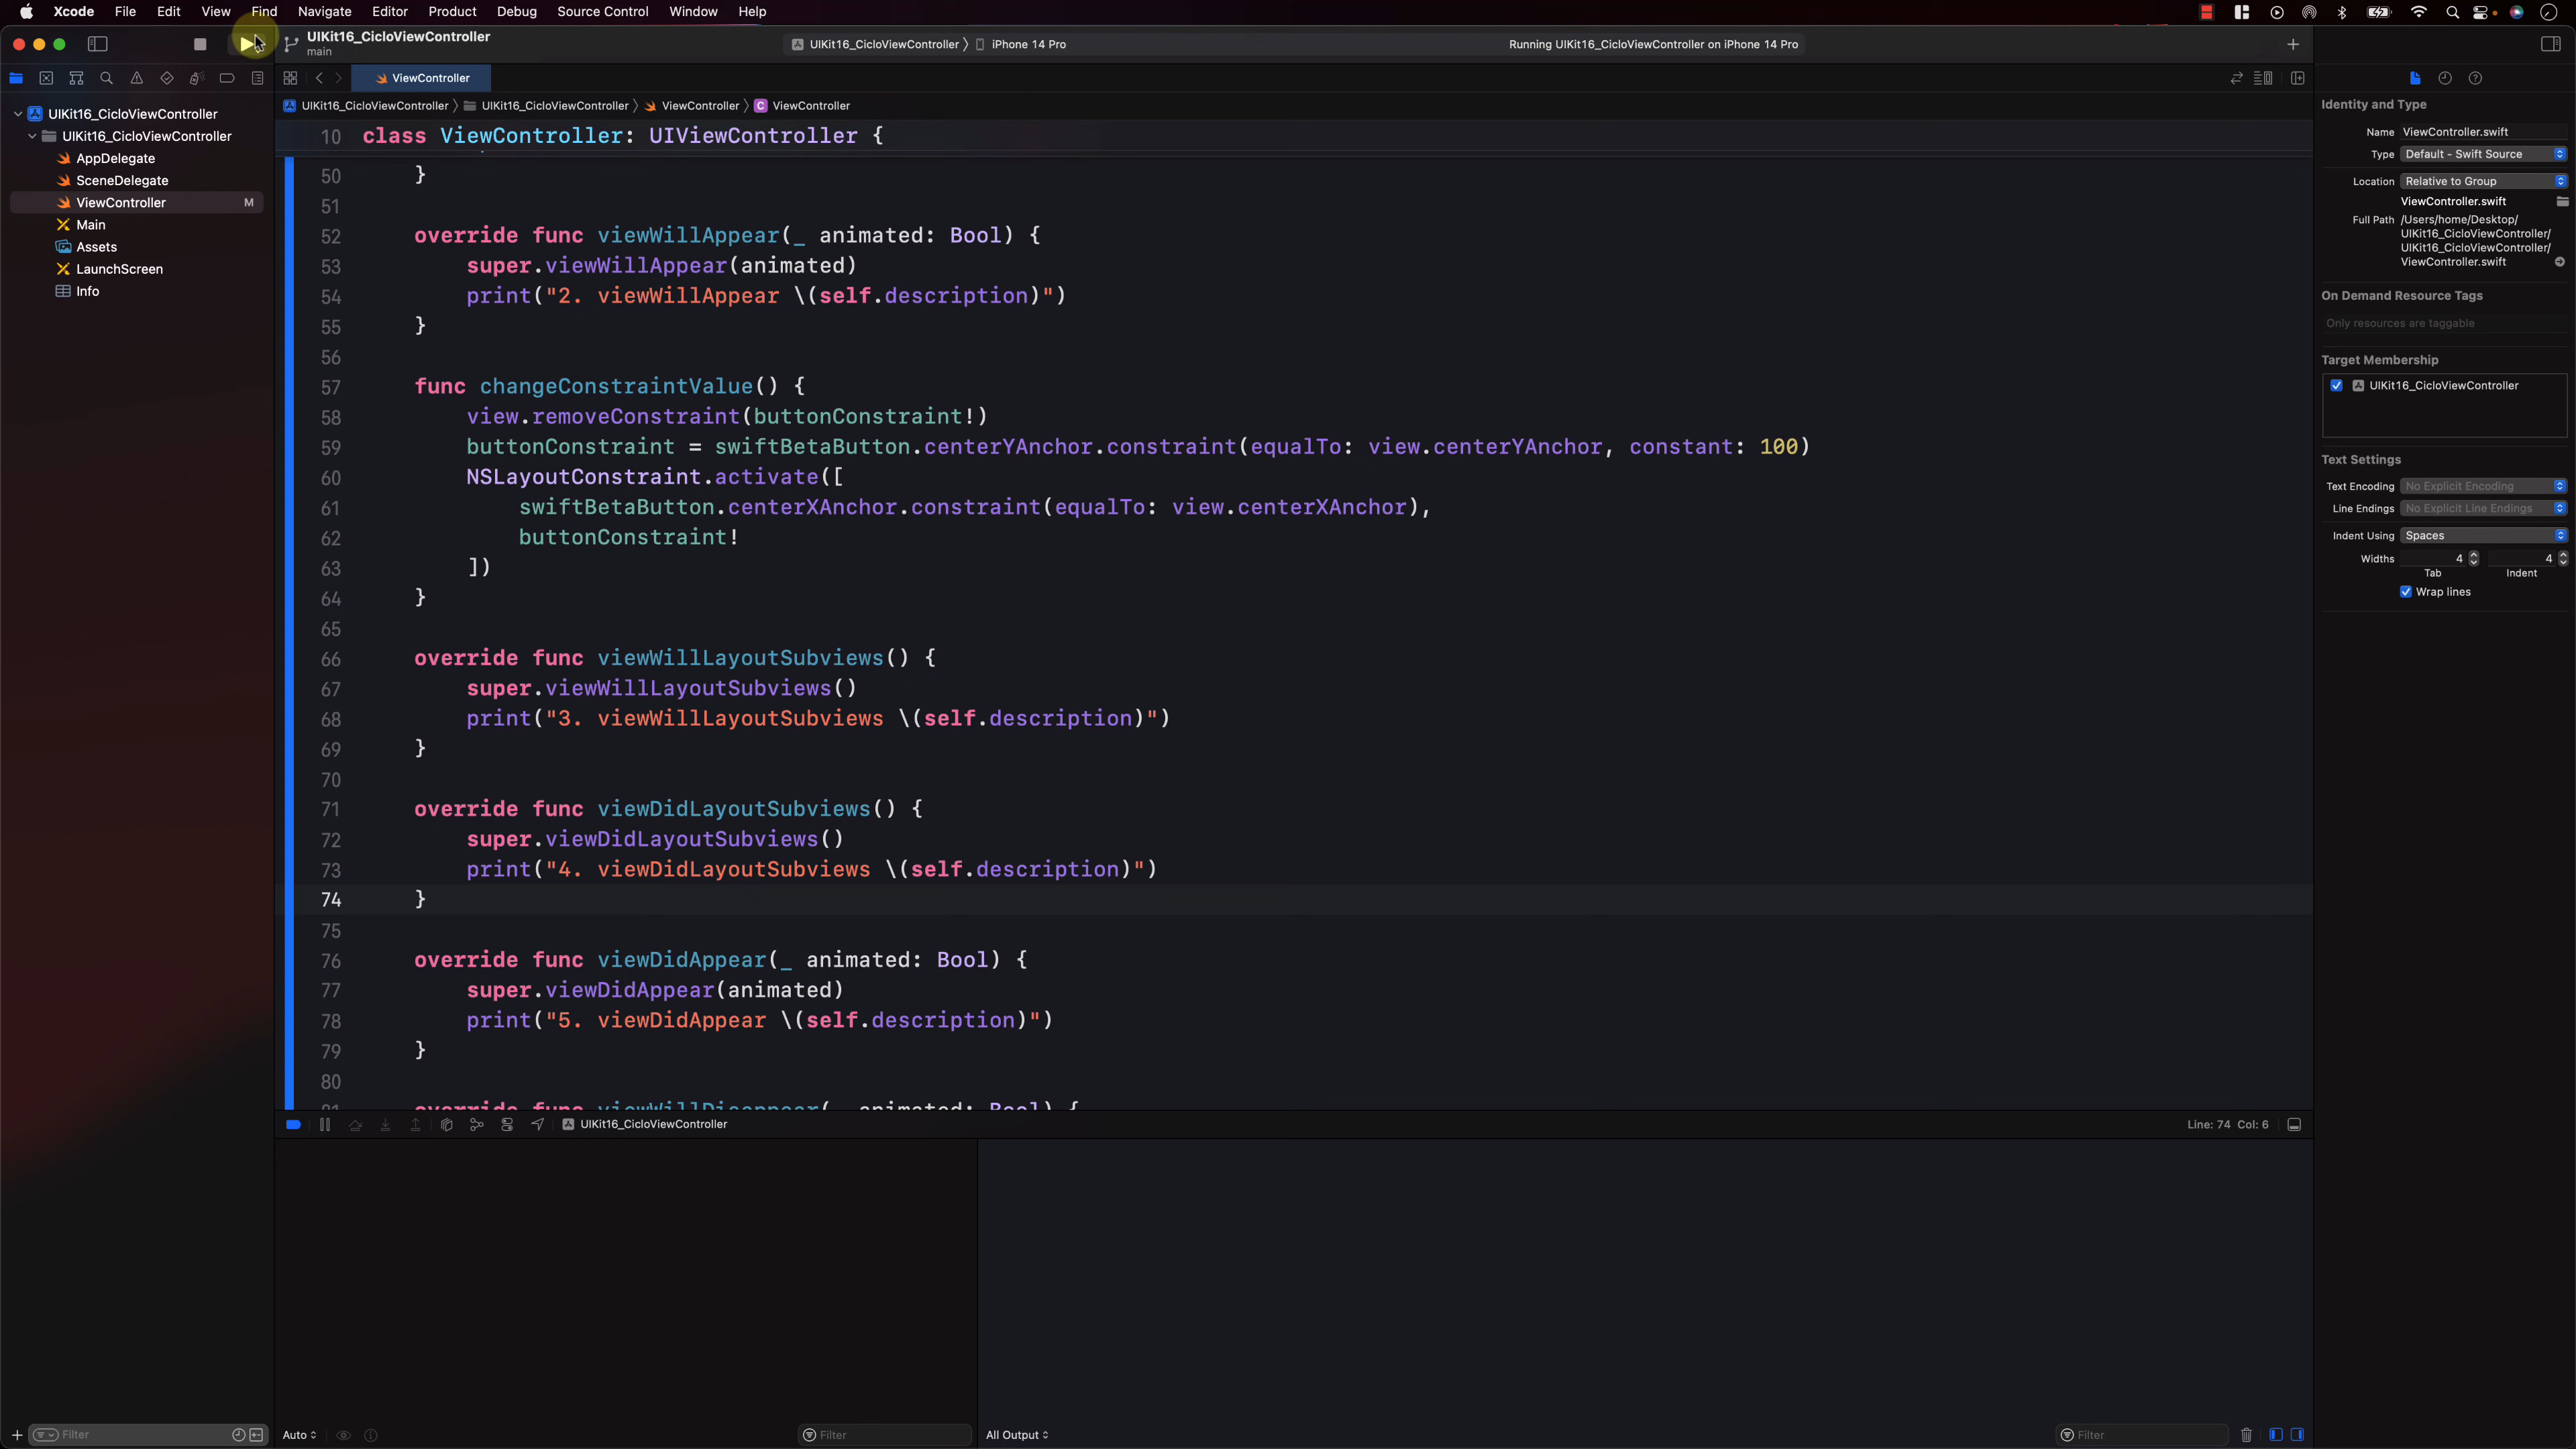 Xcode File Edit View Find Navigate Editor Product Debug Source Control Window Help
UIKit16_CicloViewController
main
UIKit16_CicloViewController iPhone 14 Pro
Running UIKit16_CicloViewController on iPhone 14 Pro
ViewController
UIKit16_CicloViewController UIKit16_CicloViewController ViewController C ViewController
UIKit16_CicloViewController
UIKit16_CicloViewController
AppDelegate
SceneDelegate
ViewController M
Main
Assets
LaunchScreen
Info
10 class ViewController: UIViewController {
50 }
51
52 override func viewWillAppear(_ animated: Bool) {
53 super.viewWillAppear(animated)
54 print("2. viewWillAppear \(self.description)")
55 }
56
57 func changeConstraintValue() {
58 view.removeConstraint(buttonConstraint!)
59 buttonConstraint = swiftBetaButton.centerYAnchor.constraint(equalTo: view.centerYAnchor, constant: 100)
60 NSLayoutConstraint.activate([
61 swiftBetaButton.centerXAnchor.constraint(equalTo: view.centerXAnchor),
62 buttonConstraint!
63 ])
64 }
65
66 override func viewWillLayoutSubviews() {
67 super.viewWillLayoutSubviews()
68 print("3. viewWillLayoutSubviews \(self.description)")
69 }
70
71 override func viewDidLayoutSubviews() {
72 super.viewDidLayoutSubviews()
73 print("4. viewDidLayoutSubviews \(self.description)")
74 }
75
76 override func viewDidAppear(_ animated: Bool) {
77 super.viewDidAppear(animated)
78 print("5. viewDidAppear \(self.description)")
79 }
80
81 override func viewWillDisappear(_ animated: Bool) {
UIKit16_CicloViewController
Line: 74 Col: 6
Filter
Auto
Filter
All Output
Filter
Identity and Type
Name ViewController.swift
Type Default - Swift Source
Location Relative to Group
ViewController.swift
Full Path /Users/home/Desktop/
UIKit16_CicloViewController/
UIKit16_CicloViewController/
ViewController.swift
On Demand Resource Tags
Only resources are taggable
Target Membership
UIKit16_CicloViewController
Text Settings
Text Encoding No Explicit Encoding
Line Endings No Explicit Line Endings
Indent Using Spaces
Widths 4 4
Tab Indent
Wrap lines